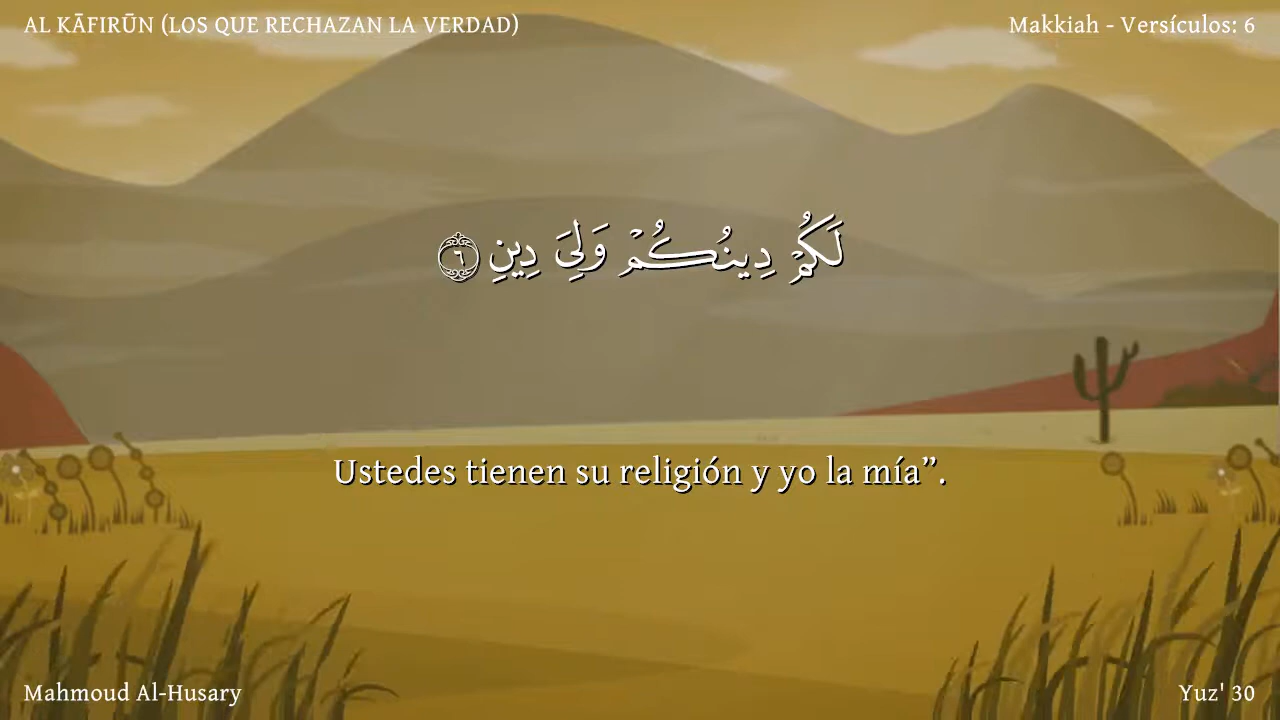 AL KĀFIRŪN (LOS QUE RECHAZAN LA VERDAD)
Makkiah - Versículos: 6
لَكُمْ دِينُكُمْ وَلِيَ دِينِ ٦
Ustedes tienen su religión y yo la mía”.
Mahmoud Al-Husary
Yuz' 30